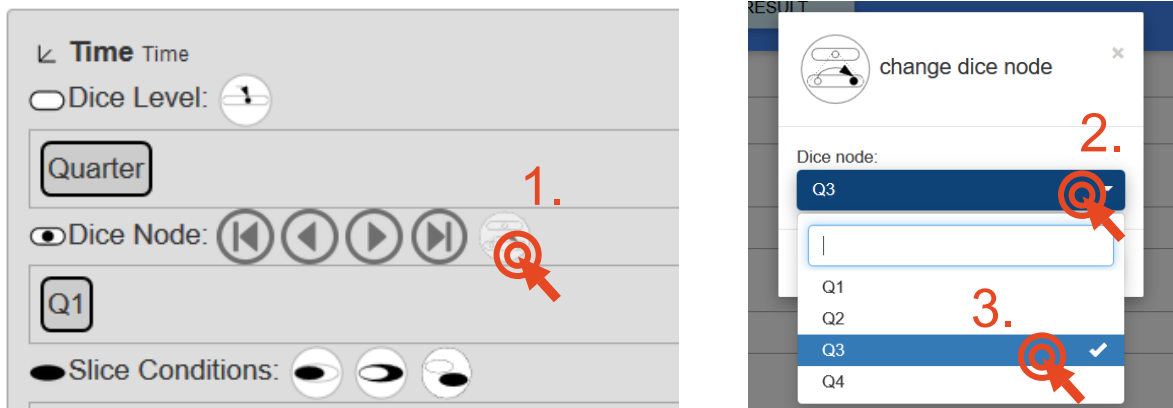 Time Time
Dice Level:
Quarter
1.
Dice Node:
Q1
Slice Conditions:
RESULT
change dice node
×
2.
Dice node:
Q3
Q1
Q2
3.
Q3
Q4